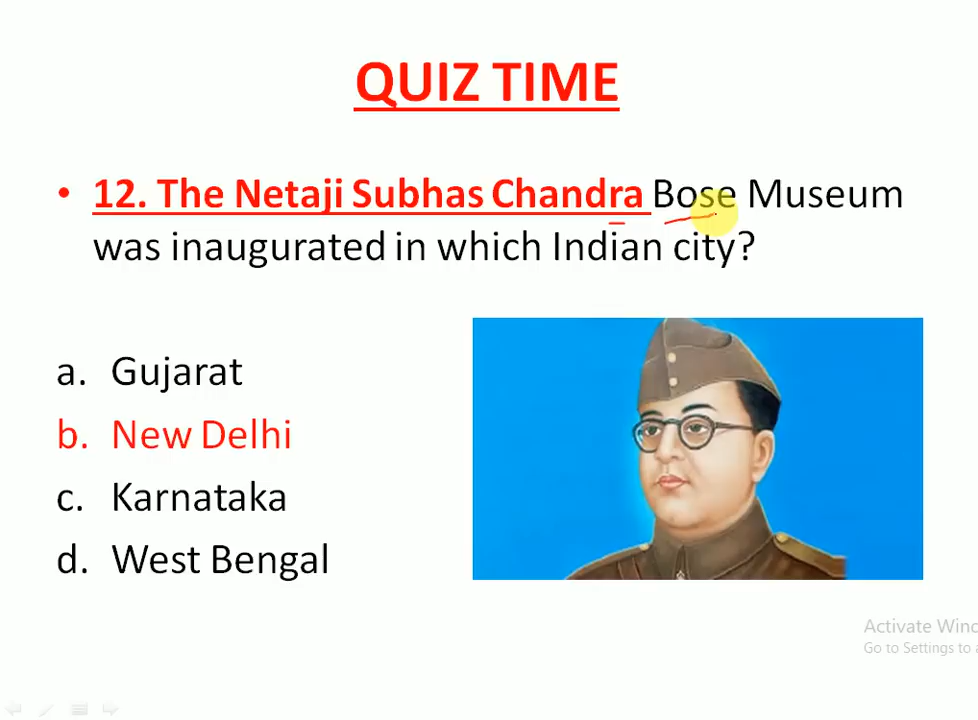 QUIZ TIME
• 12. The Netaji Subhas Chandra Bose Museum
was inaugurated in which Indian city?
a. Gujarat
b. New Delhi
c. Karnataka
d. West Bengal
Activate Winc
Go to Settings to a